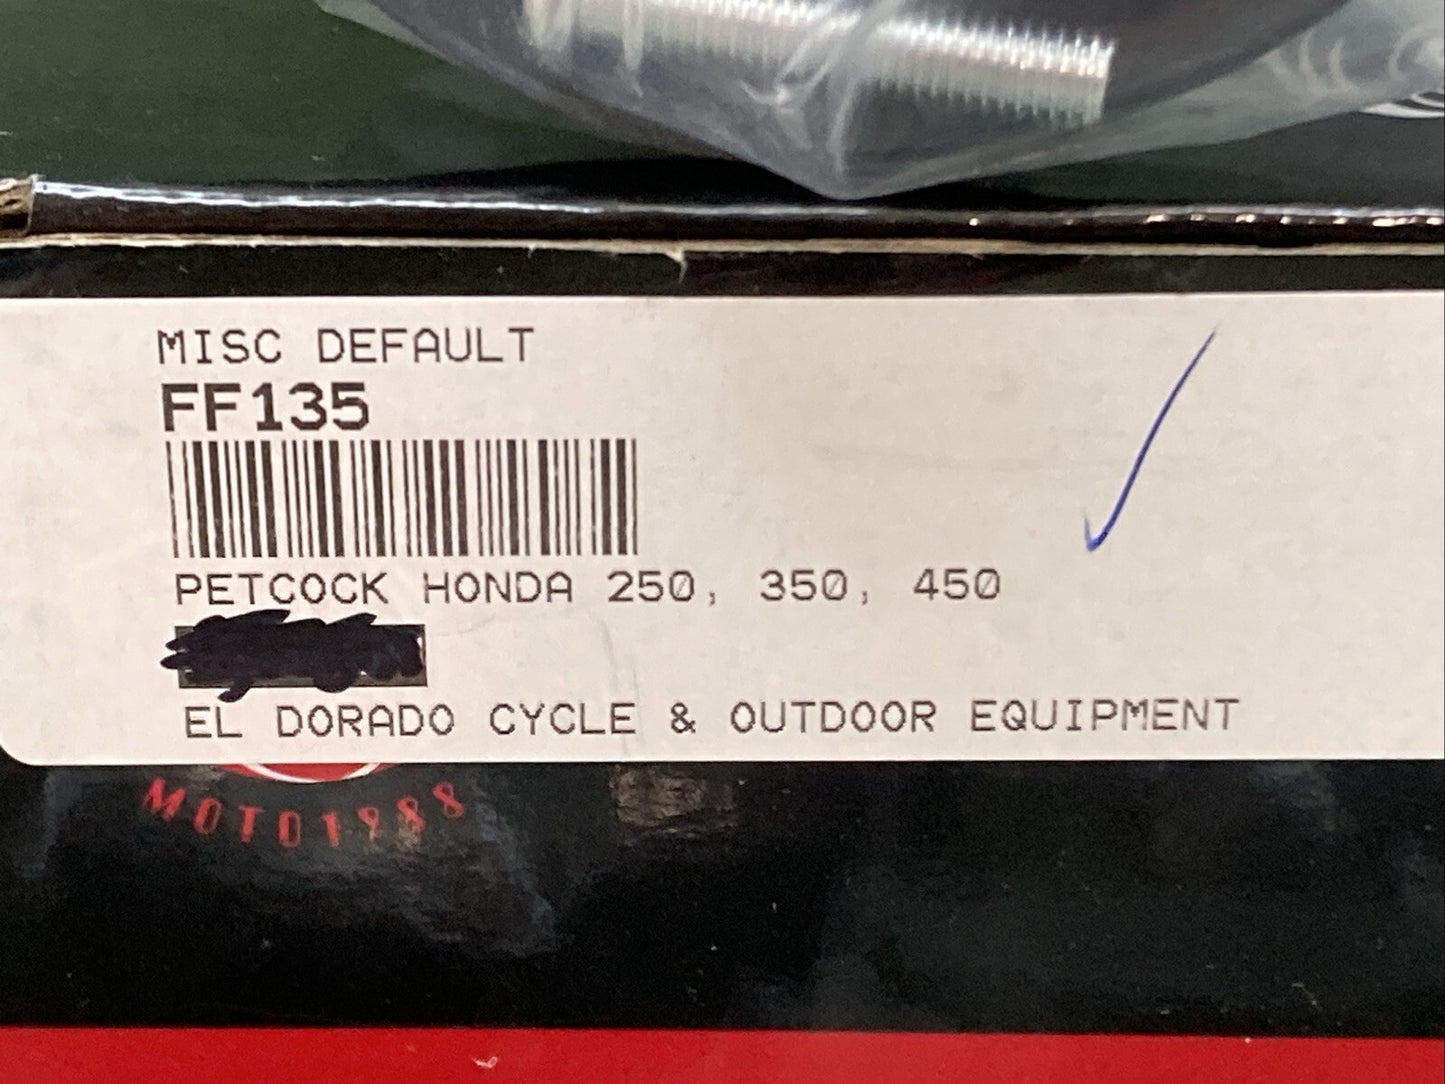 MISC DEFAULT
FF135
PETCOCK HONDA 250, 350, 450
EL DORADO CYCLE & OUTDOOR EQUIPMENT
MOTO1988